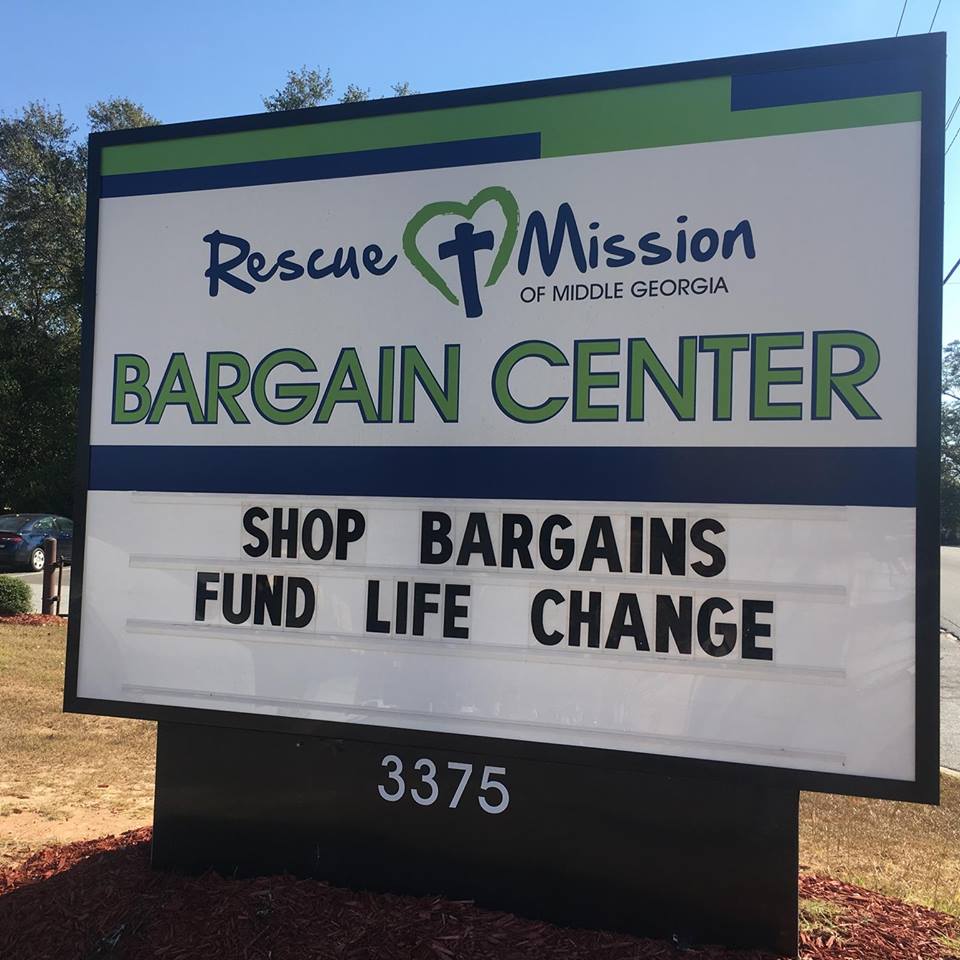 Rescue Mission
OF MIDDLE GEORGIA
BARGAIN CENTER
SHOP BARGAINS
FUND LIFE CHANGE
3375